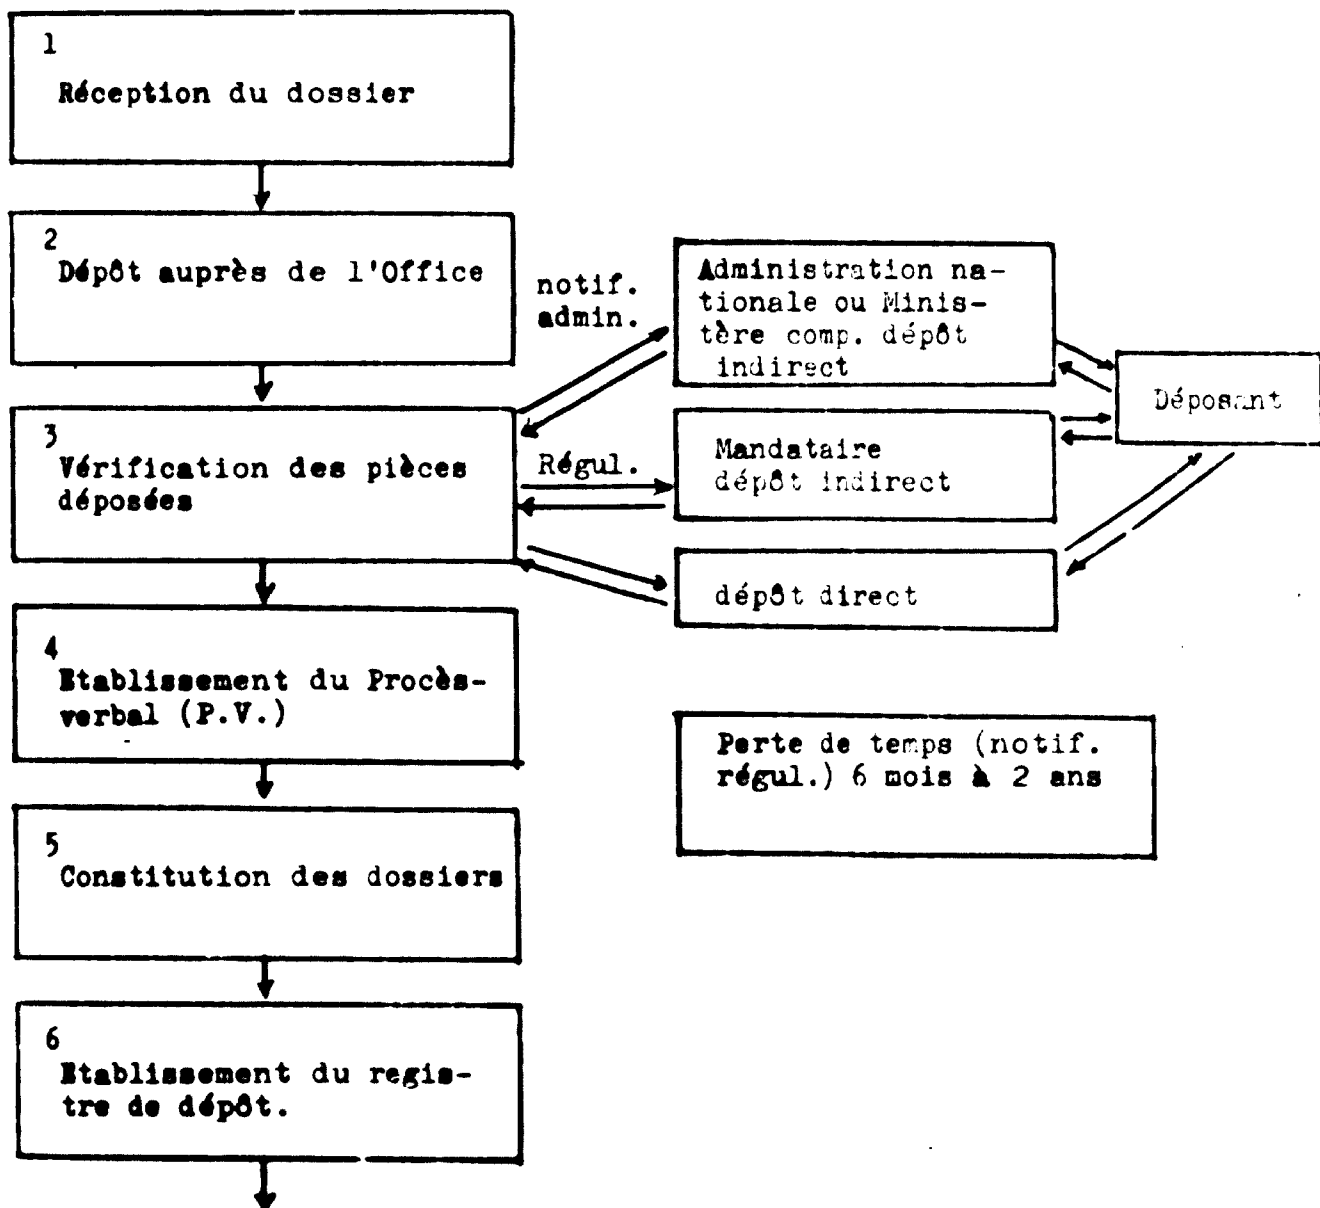 1
Réception du dossier
2
Dépôt auprès de l'Office
notif.
admin.
Administration na-
tionale ou Minis-
tère comp. dépôt
indirect
Déposant
3
Vérification des pièces
déposées
Régul.
Mandataire
dépôt indirect
dépôt direct
4
Etablissement du Procès-
verbal (P.V.)
Perte de temps (notif.
régul.) 6 mois à 2 ans
5
Constitution des dossiers
6
Etablissement du regis-
tre de dépôt.